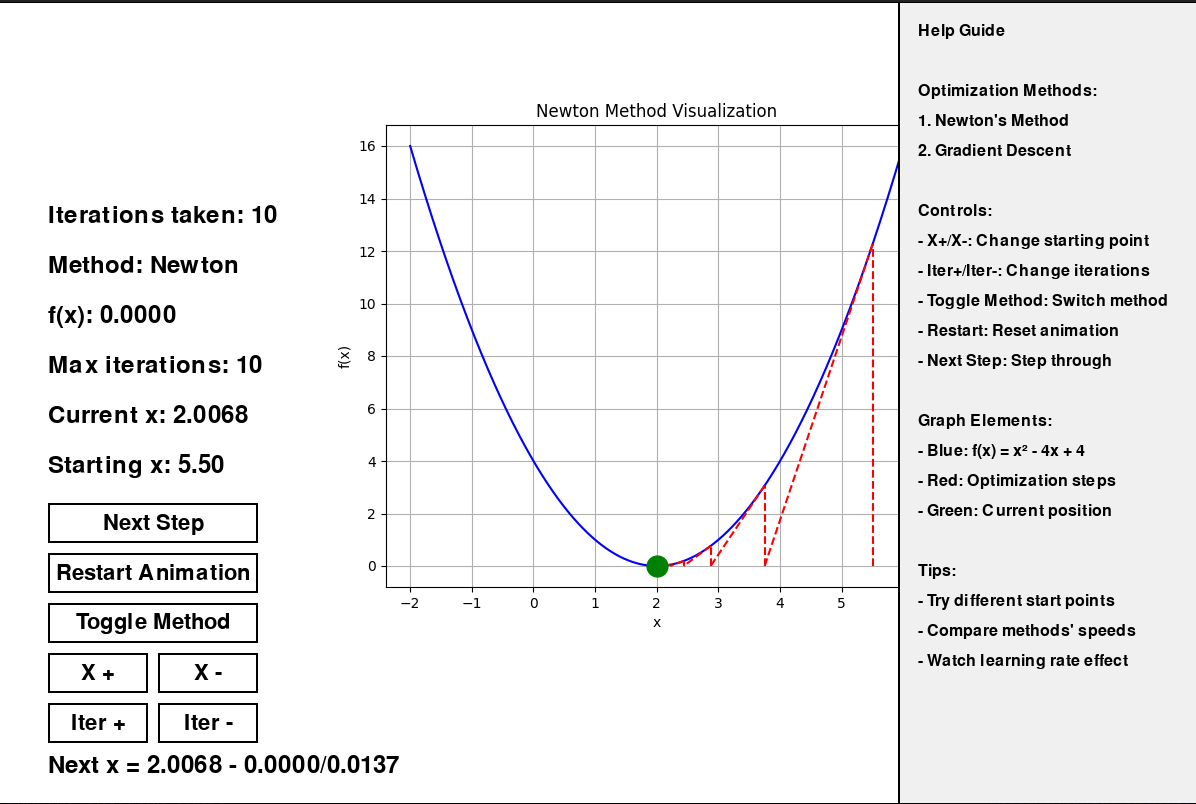 Iterations taken: 10
Method: Newton
f(x): 0.0000
Max iterations: 10
Current x: 2.0068
Starting x: 5.50
Next Step
Restart Animation
Toggle Method
X + X -
Iter + Iter -
Next x = 2.0068 - 0.0000/0.0137
Newton Method Visualization
16
14
12
10
8
6
4
2
0
f(x)
−2 −1 0 1 2 3 4 5
x
Help Guide
Optimization Methods:
1. Newton's Method
2. Gradient Descent
Controls:
- X+/X-: Change starting point
- Iter+/Iter-: Change iterations
- Toggle Method: Switch method
- Restart: Reset animation
- Next Step: Step through
Graph Elements:
- Blue: f(x) = x² - 4x + 4
- Red: Optimization steps
- Green: Current position
Tips:
- Try different start points
- Compare methods' speeds
- Watch learning rate effect